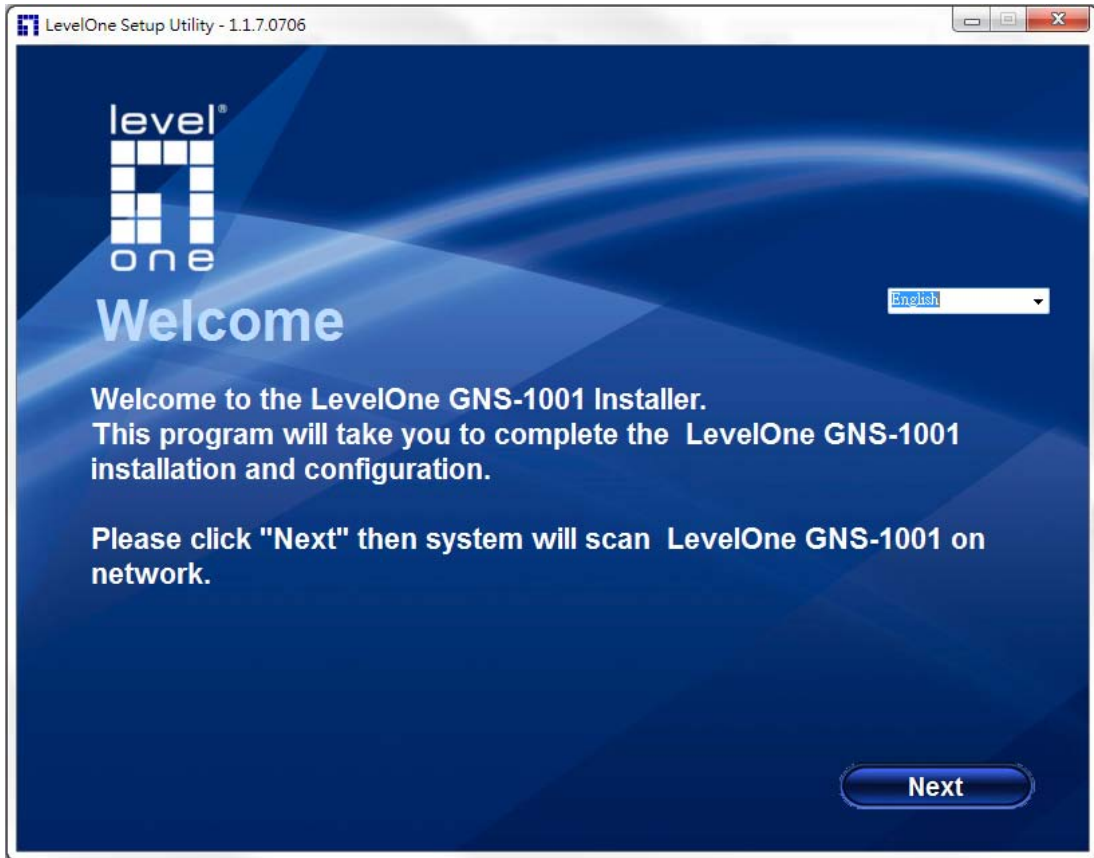 LevelOne Setup Utility - 1.1.7.0706
level®
one
Welcome
English
Welcome to the LevelOne GNS-1001 Installer.
This program will take you to complete the  LevelOne GNS-1001
installation and configuration.
Please click "Next" then system will scan  LevelOne GNS-1001 on
network.
Next